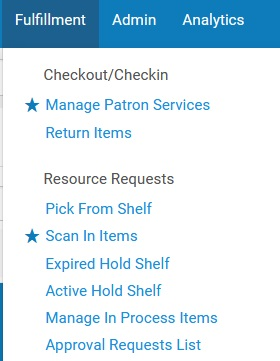 Fulfillment Admin Analytics
Checkout/Checkin
Manage Patron Services
Return Items
Resource Requests
Pick From Shelf
Scan In Items
Expired Hold Shelf
Active Hold Shelf
Manage In Process Items
Approval Requests List